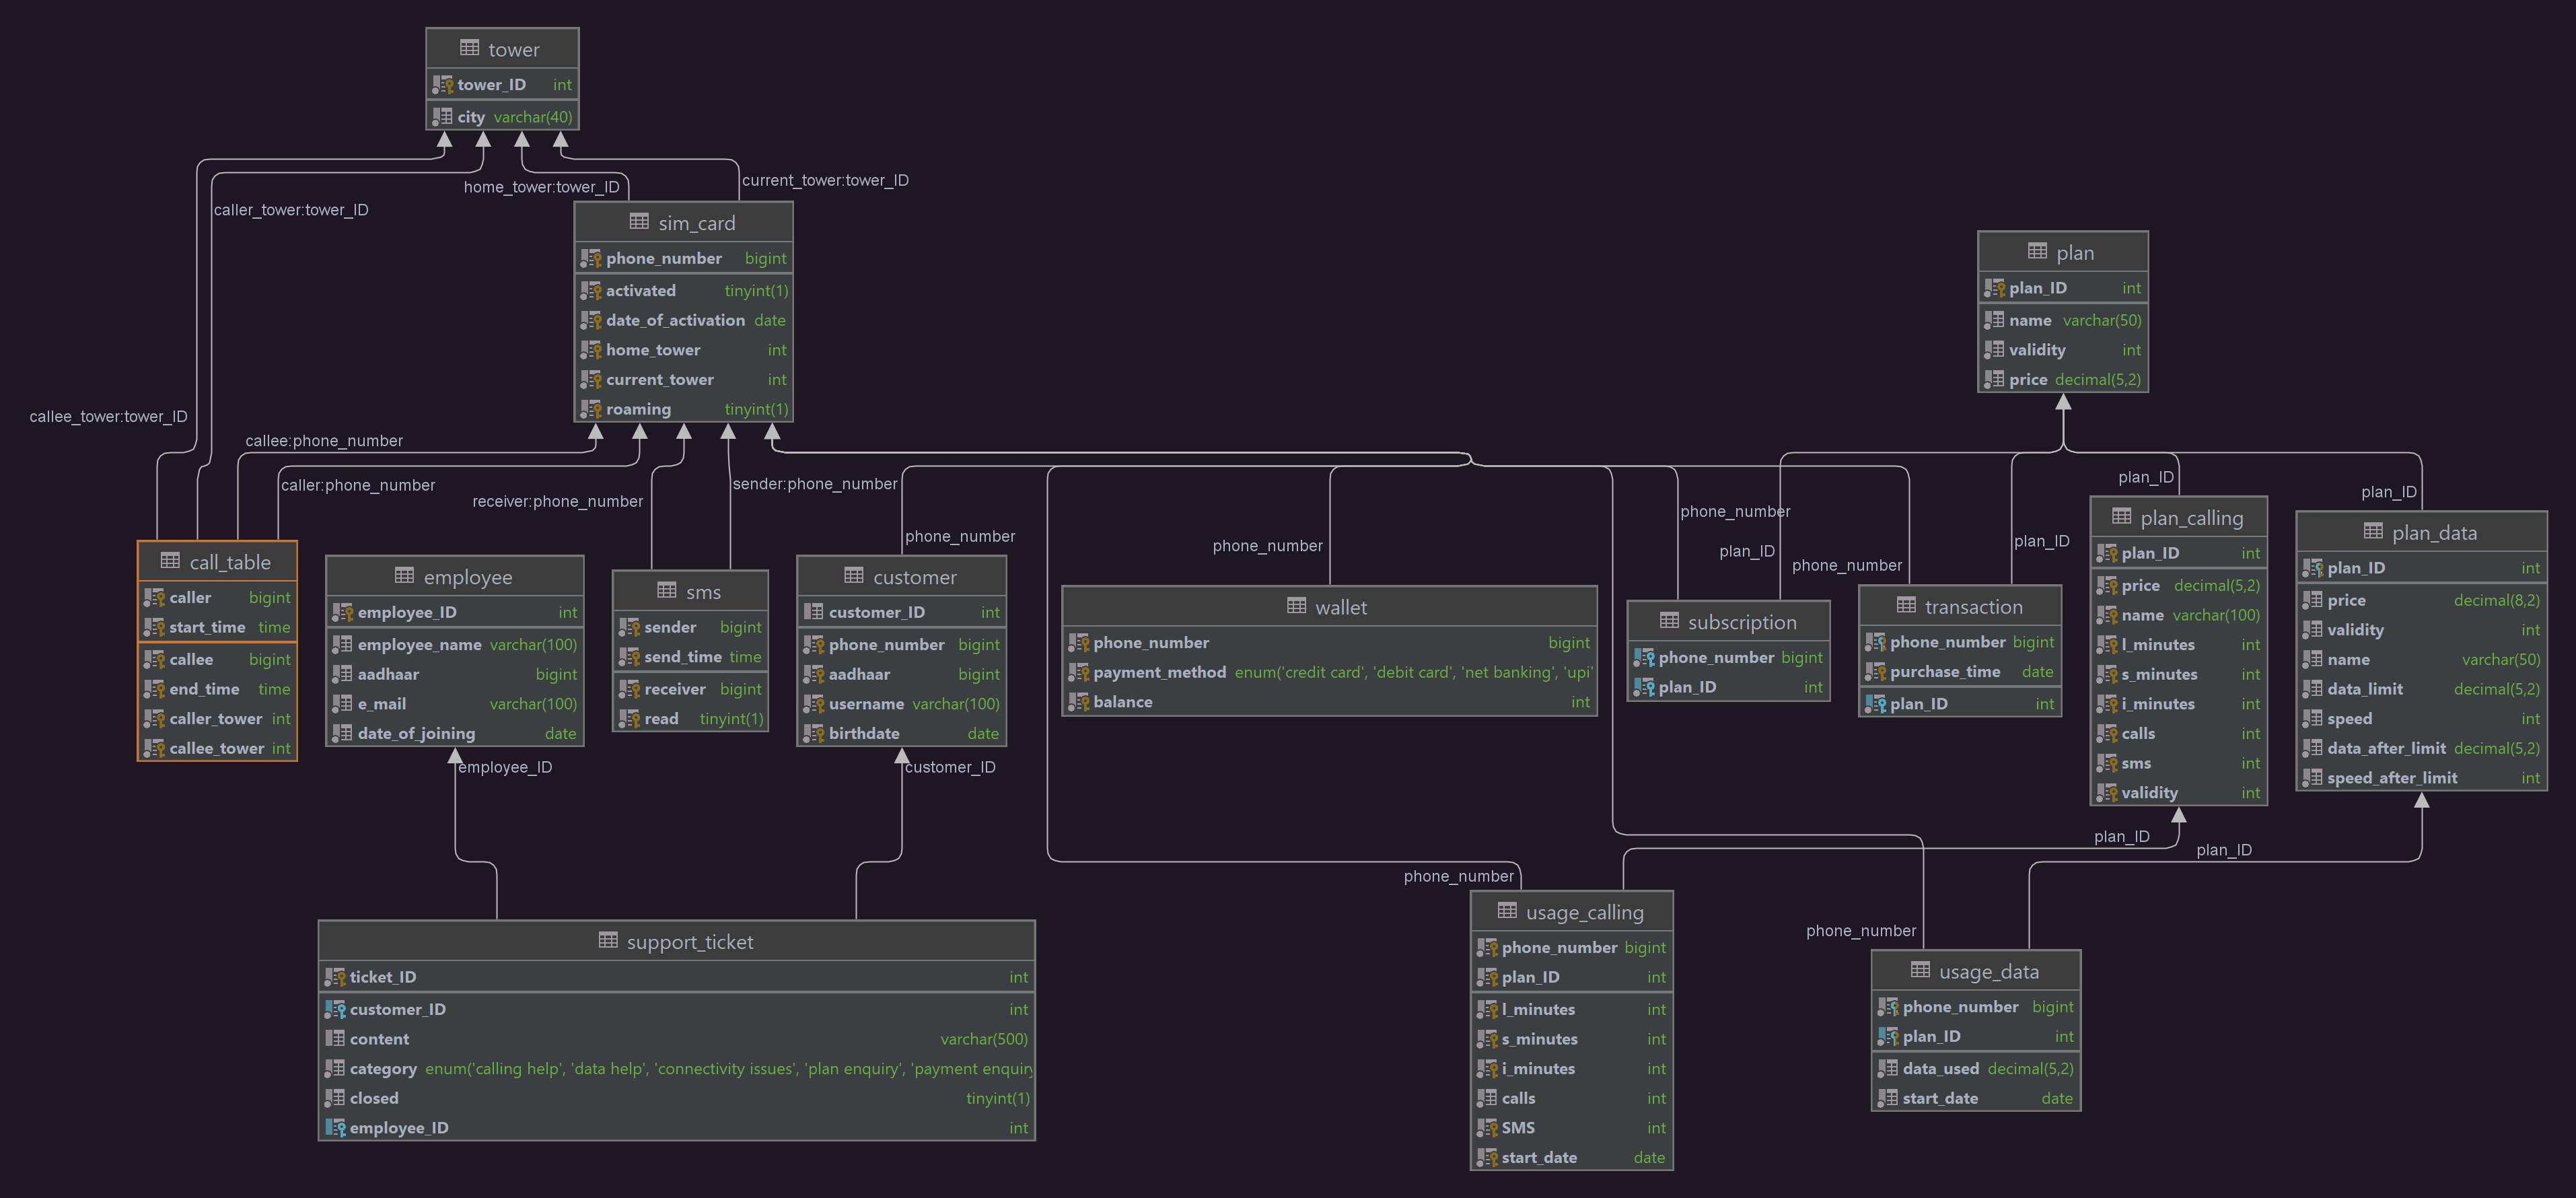 tower
tower_ID int
city varchar(40)
home_tower:tower_ID
current_tower:tower_ID
caller_tower:tower_ID
callee_tower:tower_ID
sim_card
phone_number bigint
activated tinyint(1)
date_of_activation date
home_tower int
current_tower int
roaming tinyint(1)
plan
plan_ID int
name varchar(50)
validity int
price decimal(5,2)
callee:phone_number
caller:phone_number
receiver:phone_number
sender:phone_number
phone_number
phone_number
phone_number
plan_ID
phone_number
plan_ID
plan_ID
plan_ID
call_table
caller bigint
start_time time
callee bigint
end_time time
caller_tower int
callee_tower int
employee
employee_ID int
employee_name varchar(100)
aadhaar bigint
e_mail varchar(100)
date_of_joining date
sms
sender bigint
send_time time
receiver bigint
read tinyint(1)
customer
customer_ID int
phone_number bigint
aadhaar bigint
username varchar(100)
birthdate date
wallet
phone_number bigint
payment_method enum('credit card', 'debit card', 'net banking', 'upi'
balance int
subscription
phone_number bigint
plan_ID int
transaction
phone_number bigint
purchase_time date
plan_ID int
plan_calling
plan_ID int
price decimal(5,2)
name varchar(100)
l_minutes int
s_minutes int
i_minutes int
calls int
sms int
validity int
plan_data
plan_ID int
price decimal(8,2)
validity int
name varchar(50)
data_limit decimal(5,2)
speed int
data_after_limit decimal(5,2)
speed_after_limit int
employee_ID
customer_ID
plan_ID
plan_ID
phone_number
phone_number
support_ticket
ticket_ID int
customer_ID int
content varchar(500)
category enum('calling help', 'data help', 'connectivity issues', 'plan enquiry', 'payment enquiry
closed tinyint(1)
employee_ID int
usage_calling
phone_number bigint
plan_ID int
l_minutes int
s_minutes int
i_minutes int
calls int
SMS int
start_date date
usage_data
phone_number bigint
plan_ID int
data_used decimal(5,2)
start_date date